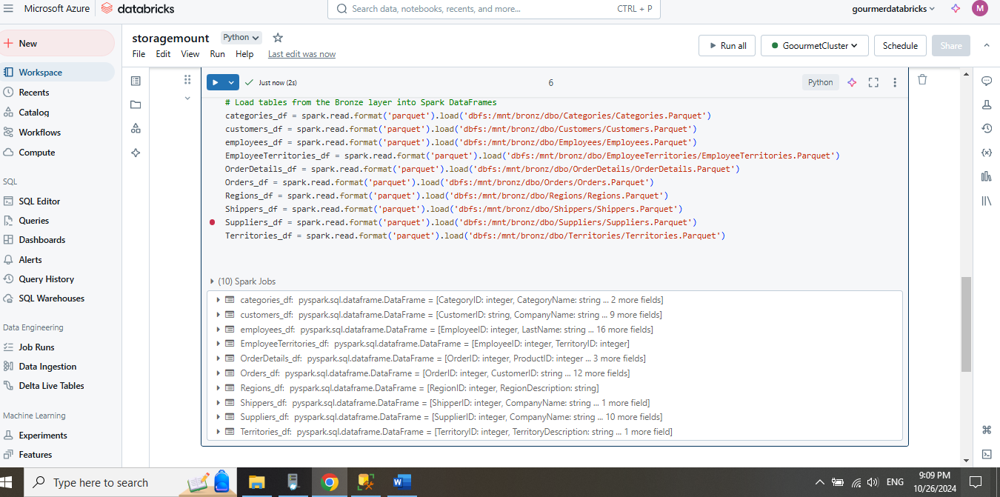 Microsoft Azure databricks Search data, notebooks, recents, and more... CTRL + P gourmerdatabricks M
New
Workspace
Recents
Catalog
Workflows
Compute
SQL
SQL Editor
Queries
Dashboards
Alerts
Query History
SQL Warehouses
Data Engineering
Job Runs
Data Ingestion
Delta Live Tables
Machine Learning
Experiments
Features
storagemount Python
File Edit View Run Help Last edit was now
Run all GoourmetCluster Schedule Share
Just now (2s) 6 Python
# Load tables from the Bronze layer into Spark DataFrames
categories_df = spark.read.format('parquet').load('dbfs:/mnt/bronz/dbo/Categories/Categories.Parquet')
customers_df = spark.read.format('parquet').load('dbfs:/mnt/bronz/dbo/Customers/Customers.Parquet')
employees_df = spark.read.format('parquet').load('dbfs:/mnt/bronz/dbo/Employees/Employees.Parquet')
EmployeeTerritories_df = spark.read.format('parquet').load('dbfs:/mnt/bronz/dbo/EmployeeTerritories/EmployeeTerritories.Parquet')
OrderDetails_df = spark.read.format('parquet').load('dbfs:/mnt/bronz/dbo/OrderDetails/OrderDetails.Parquet')
Orders_df = spark.read.format('parquet').load('dbfs:/mnt/bronz/dbo/Orders/Orders.Parquet')
Regions_df = spark.read.format('parquet').load('dbfs:/mnt/bronz/dbo/Regions/Regions.Parquet')
Shippers_df = spark.read.format('parquet').load('dbfs:/mnt/bronz/dbo/Shippers/Shippers.Parquet')
Suppliers_df = spark.read.format('parquet').load('dbfs:/mnt/bronz/dbo/Suppliers/Suppliers.Parquet')
Territories_df = spark.read.format('parquet').load('dbfs:/mnt/bronz/dbo/Territories/Territories.Parquet')
(10) Spark Jobs
categories_df: pyspark.sql.dataframe.DataFrame = [CategoryID: integer, CategoryName: string ... 2 more fields]
customers_df: pyspark.sql.dataframe.DataFrame = [CustomerID: string, CompanyName: string ... 9 more fields]
employees_df: pyspark.sql.dataframe.DataFrame = [EmployeeID: integer, LastName: string ... 16 more fields]
EmployeeTerritories_df: pyspark.sql.dataframe.DataFrame = [EmployeeID: integer, TerritoryID: integer]
OrderDetails_df: pyspark.sql.dataframe.DataFrame = [OrderID: integer, ProductID: integer ... 3 more fields]
Orders_df: pyspark.sql.dataframe.DataFrame = [OrderID: integer, CustomerID: string ... 12 more fields]
Regions_df: pyspark.sql.dataframe.DataFrame = [RegionID: integer, RegionDescription: string]
Shippers_df: pyspark.sql.dataframe.DataFrame = [ShipperID: integer, CompanyName: string ... 1 more field]
Suppliers_df: pyspark.sql.dataframe.DataFrame = [SupplierID: integer, CompanyName: string ... 10 more fields]
Territories_df: pyspark.sql.dataframe.DataFrame = [TerritoryID: integer, TerritoryDescription: string ... 1 more field]
Type here to search
ENG
9:09 PM
10/26/2024